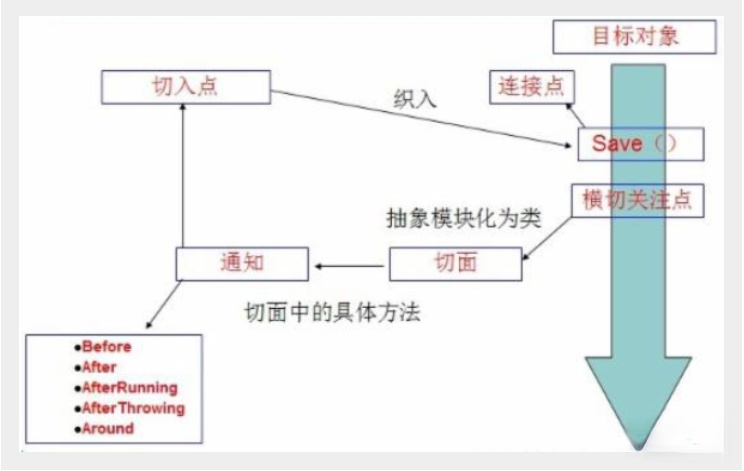 目标对象
切入点
连接点
织入
Save（）
横切关注点
抽象模块化为类
通知
切面
切面中的具体方法
●Before
●After
●AfterRunning
●AfterThrowing
●Around